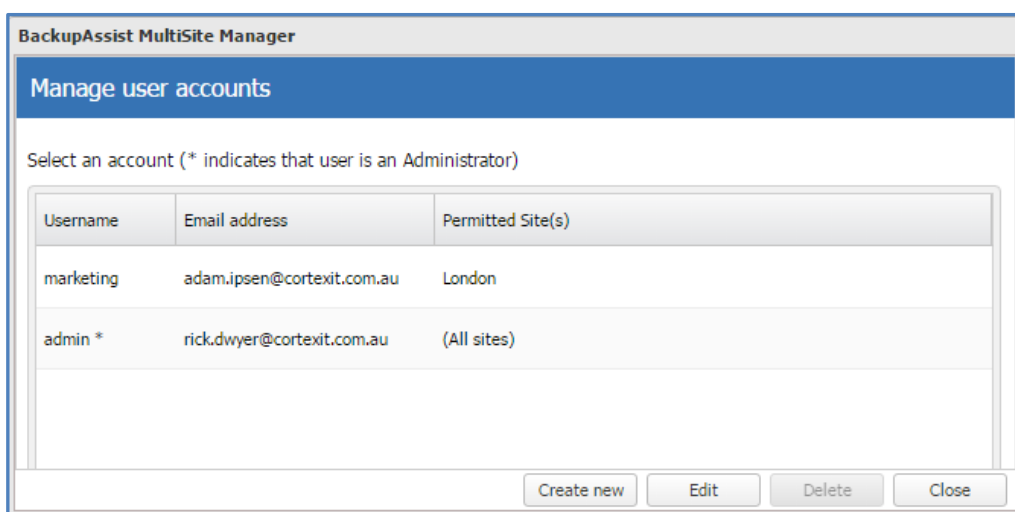 BackupAssist MultiSite Manager
Manage user accounts
Select an account (* indicates that user is an Administrator)
Username Email address Permitted Site(s)
marketing adam.ipsen@cortexit.com.au London
admin * rick.dwyer@cortexit.com.au (All sites)
Create new Edit Delete Close